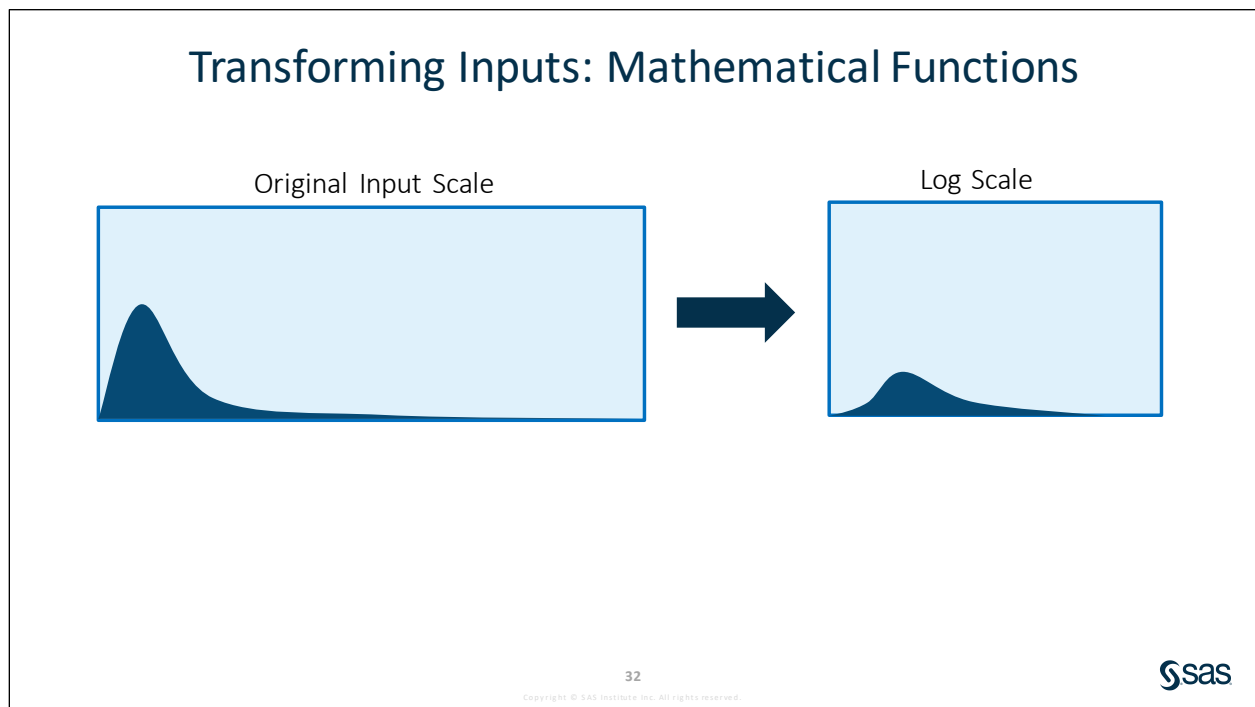 Transforming Inputs: Mathematical Functions
Original Input Scale
Log Scale
32
Copyright © SAS Institute Inc. All rights reserved.
sas